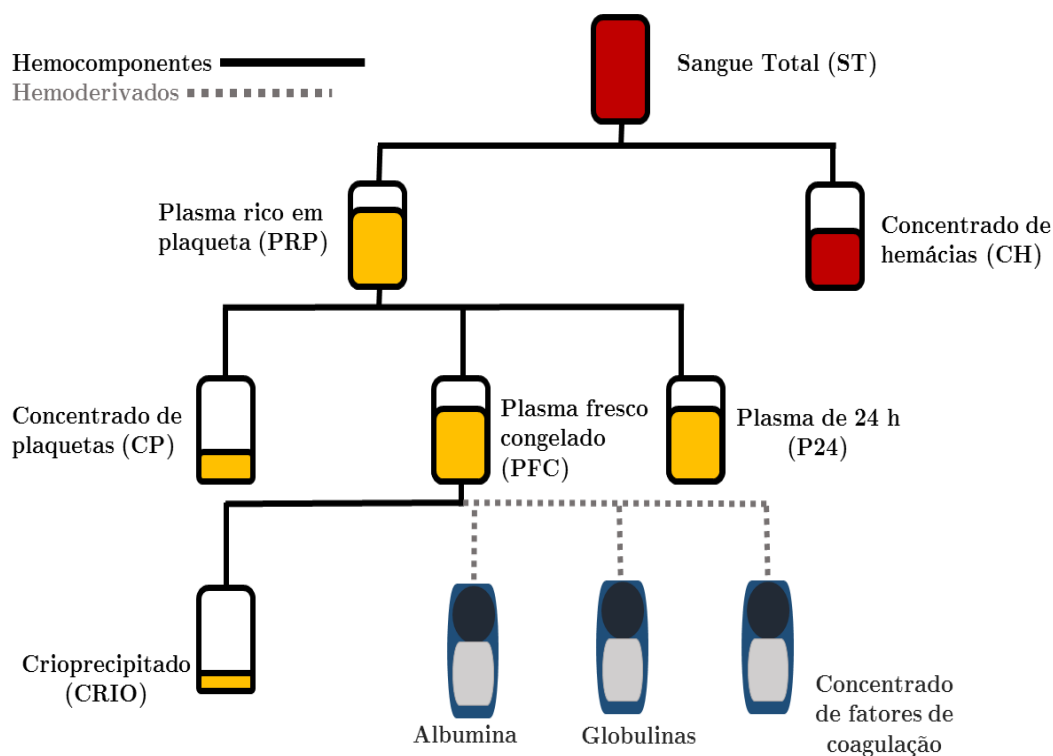 Hemocomponentes
Hemoderivados
Sangue Total (ST)
Plasma rico em
plaqueta (PRP)
Concentrado de
hemácias (CH)
Concentrado de
plaquetas (CP)
Plasma fresco
congelado
(PFC)
Plasma de 24 h
(P24)
Crioprecipitado
(CRIO)
Albumina
Globulinas
Concentrado
de fatores de
coagulação